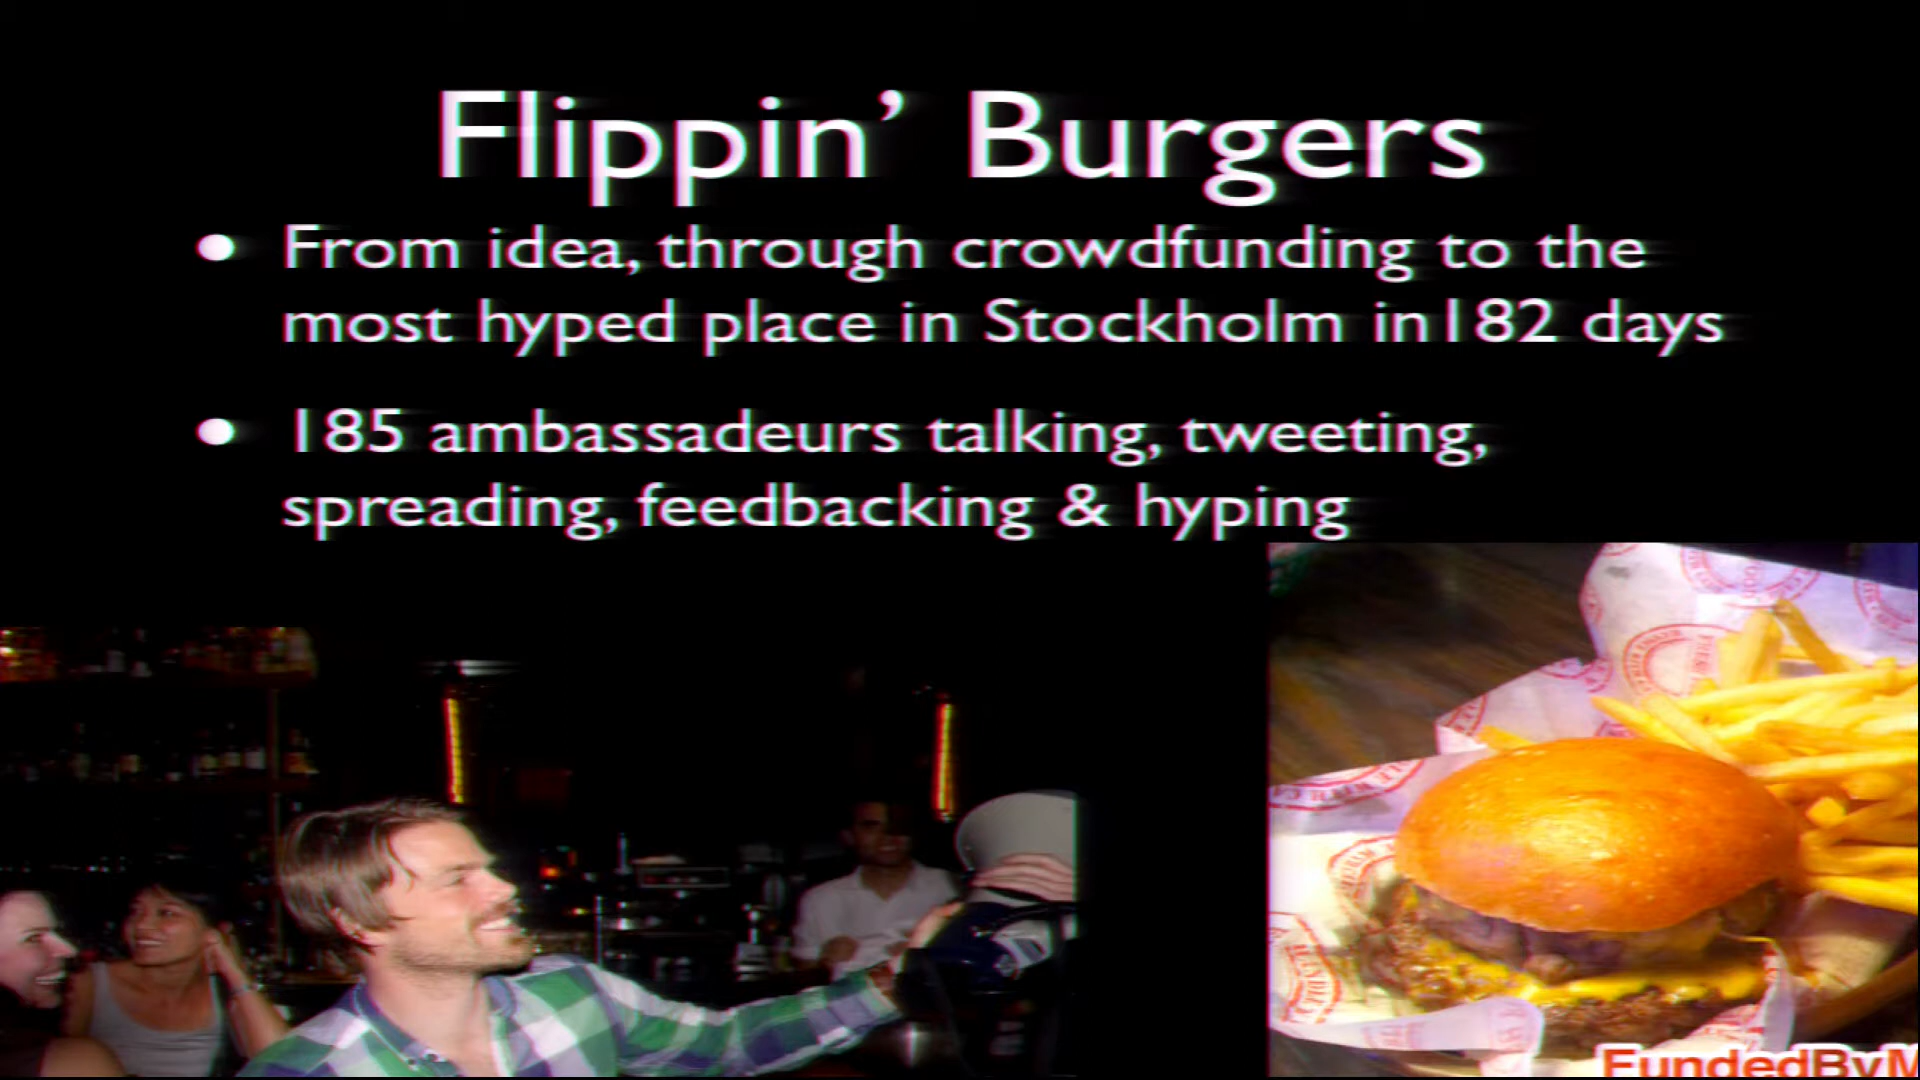 Flippin’ Burgers
• From idea, through crowdfunding to the
most hyped place in Stockholm in182 days
• 185 ambassadeurs talking, tweeting,
spreading, feedbacking & hyping
FundedByM